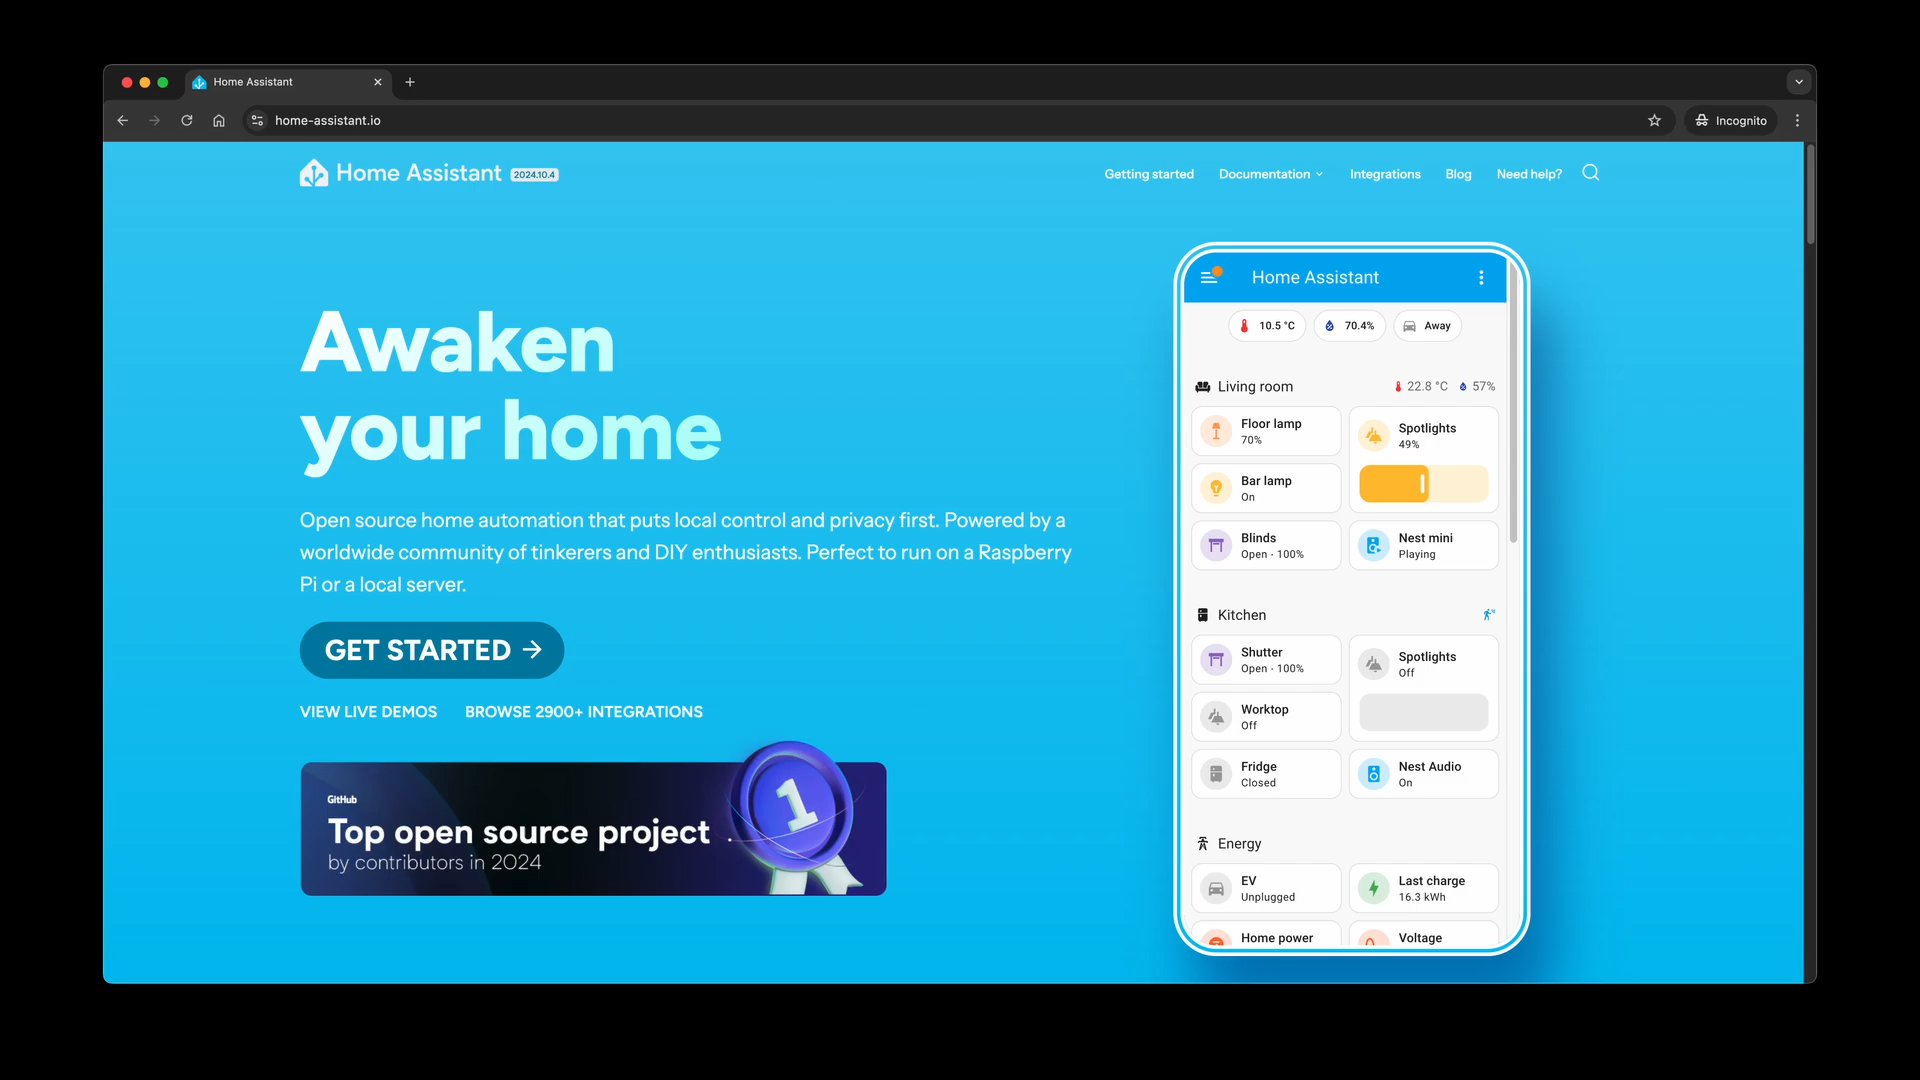 Home Assistant
home-assistant.io
Incognito
Home Assistant 2024.10.4
Getting started
Documentation
Integrations
Blog
Need help?
Awaken
your home
Open source home automation that puts local control and privacy first. Powered by a
worldwide community of tinkerers and DIY enthusiasts. Perfect to run on a Raspberry
Pi or a local server.
GET STARTED →
VIEW LIVE DEMOS
BROWSE 2900+ INTEGRATIONS
GitHub
Top open source project
by contributors in 2024
1
Home Assistant
10.5 °C
70.4%
Away
Living room
22.8 °C
57%
Floor lamp
70%
Spotlights
49%
Bar lamp
On
Blinds
Open · 100%
Nest mini
Playing
Kitchen
Shutter
Open · 100%
Spotlights
Off
Worktop
Off
Fridge
Closed
Nest Audio
On
Energy
EV
Unplugged
Last charge
16.3 kWh
Home power
Voltage